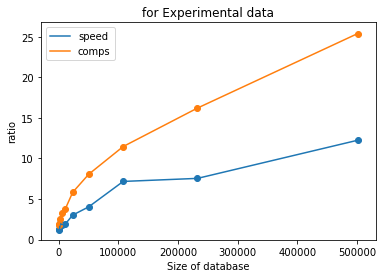 for Experimental data
speed
comps
25
20
15
10
5
0
ratio
0 100000 200000 300000 400000 500000
Size of database